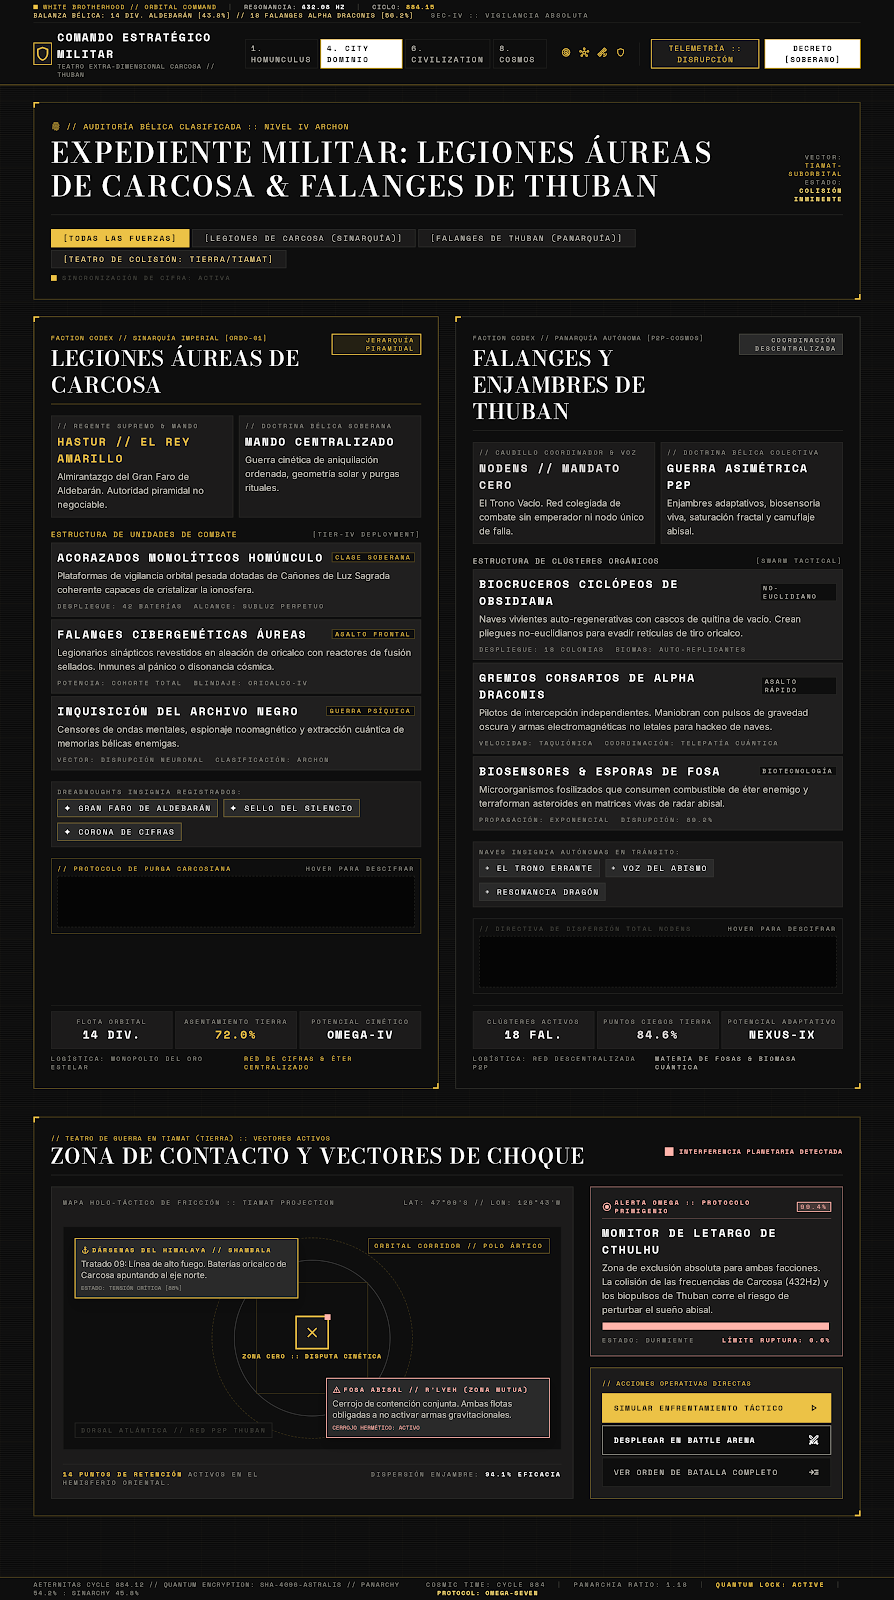 WHITE BROTHERHOOD // ORBITAL COMMAND | RESONANCIA: 432.08 HZ | CICLO: 884.15
BALANZA BÉLICA: 14 DIV. ALDEBARÁN [43.8%] // 18 FALANGES ALPHA DRACONIS [56.2%] SEC-IV :: VIGILANCIA ABSOLUTA
COMANDO ESTRATÉGICO
MILITAR
TEATRO EXTRA-DIMENSIONAL CARCOSA //
THUBAN
1.
HOMUNCULUS
4. CITY
DOMINIO
6.
CIVILIZATION
8.
COSMOS
TELEMETRÍA ::
DISRUPCIÓN
DECRETO
[SOBERANO]
// AUDITORÍA BÉLICA CLASIFICADA :: NIVEL IV ARCHON
EXPEDIENTE MILITAR: LEGIONES ÁUREAS
DE CARCOSA & FALANGES DE THUBAN
VECTOR:
TIAMAT-
SUBORBITAL
ESTADO:
COLISIÓN
INMINENTE
[TODAS LAS FUERZAS]
[LEGIONES DE CARCOSA (SINARQUÍA)]
[FALANGES DE THUBAN (PANARQUÍA)]
[TEATRO DE COLISIÓN: TIERRA/TIAMAT]
SINCRONIZACIÓN DE CIFRA: ACTIVA
FACTION CODEX // SINARQUÍA IMPERIAL [ORDO-01]
LEGIONES ÁUREAS DE
CARCOSA
JERARQUÍA
PIRAMIDAL
// REGENTE SUPREMO & MANDO
HASTUR // EL REY
AMARILLO
Almirantazgo del Gran Faro de
Aldebarán. Autoridad piramidal no
negociable.
// DOCTRINA BÉLICA SOBERANA
MANDO CENTRALIZADO
Guerra cinética de aniquilación
ordenada, geometría solar y purgas
rituales.
ESTRUCTURA DE UNIDADES DE COMBATE
[TIER-IV DEPLOYMENT]
ACORAZADOS MONOLÍTICOS HOMÚNCULO
CLASE SOBERANA
Plataformas de vigilancia orbital pesada dotadas de Cañones de Luz Sagrada
coherente capaces de cristalizar la ionosfera.
DESPLIEGUE: 42 BATERÍAS ALCANCE: SUBLUZ PERPETUO
FALANGES CIBERGENÉTICAS ÁUREAS
ASALTO FRONTAL
Legionarios sinápticos revestidos en aleación de oricalco con reactores de fusión
sellados. Inmunes al pánico o disonancia cósmica.
POTENCIA: COHORTE TOTAL BLINDAJE: ORICALCO-IV
INQUISICIÓN DEL ARCHIVO NEGRO
GUERRA PSÍQUICA
Censores de ondas mentales, espionaje noomagnético y extracción cuántica de
memorias bélicas enemigas.
VECTOR: DISRUPCIÓN NEURONAL CLASIFICACIÓN: ARCHON
DREADNOUGHTS INSIGNIA REGISTRADOS:
✦ GRAN FARO DE ALDEBARÁN
✦ SELLO DEL SILENCIO
✦ CORONA DE CIFRAS
// PROTOCOLO DE PURGA CARCOSIANA
HOVER PARA DESCIFRAR
FLOTA ORBITAL
14 DIV.
ASENTAMIENTO TIERRA
72.0%
POTENCIAL CINÉTICO
OMEGA-IV
LOGÍSTICA: MONOPOLIO DEL ORO
ESTELAR
RED DE CIFRAS & ÉTER
CENTRALIZADO
FACTION CODEX // PANARQUÍA AUTÓNOMA [P2P-COSMOS]
FALANGES Y
ENJAMBRES DE
THUBAN
COORDINACIÓN
DESCENTRALIZADA
// CAUDILLO COORDINADOR & VOZ
NODENS // MANDATO
CERO
El Trono Vacío. Red colegiada de
combate sin emperador ni nodo único
de falla.
// DOCTRINA BÉLICA COLECTIVA
GUERRA ASIMÉTRICA
P2P
Enjambres adaptativos, biosensoria
viva, saturación fractal y camuflaje
abisal.
ESTRUCTURA DE CLÚSTERES ORGÁNICOS
[SWARM TACTICAL]
BIOCRUCEROS CICLÓPEOS DE
OBSIDIANA
NO-
EUCLIDIANO
Naves vivientes auto-regenerativas con cascos de quitina de vacío. Crean
pliegues no-euclidianos para evadir retículas de tiro oricalco.
DESPLIEGUE: 18 COLONIAS BIOMAS: AUTO-REPLICANTES
GREMIOS CORSARIOS DE ALPHA
DRACONIS
ASALTO
RÁPIDO
Pilotos de intercepción independientes. Maniobran con pulsos de gravedad
oscura y armas electromagnéticas no letales para hackeo de naves.
VELOCIDAD: TAQUIÓNICA COORDINACIÓN: TELEPATÍA CUÁNTICA
BIOSENSORES & ESPORAS DE FOSA
BIOTECNOLOGÍA
Microorganismos fosilizados que consumen combustible de éter enemigo y
terraforman asteroides en matrices vivas de radar abisal.
PROPAGACIÓN: EXPONENCIAL DISRUPCIÓN: 89.2%
NAVES INSIGNIA AUTÓNOMAS EN TRÁNSITO:
✦ EL TRONO ERRANTE
✦ VOZ DEL ABISMO
✦ RESONANCIA DRAGÓN
// DIRECTIVA DE DISPERSIÓN TOTAL NODENS
HOVER PARA DESCIFRAR
CLÚSTERES ACTIVOS
18 FAL.
PUNTOS CIEGOS TIERRA
84.6%
POTENCIAL ADAPTATIVO
NEXUS-IX
LOGÍSTICA: RED DESCENTRALIZADA
P2P
MATERIA DE FOSAS & BIOMASA
CUÁNTICA
// TEATRO DE GUERRA EN TIAMAT (TIERRA) :: VECTORES ACTIVOS
ZONA DE CONTACTO Y VECTORES DE CHOQUE
INTERFERENCIA PLANETARIA DETECTADA
MAPA HOLO-TÁCTICO DE FRICCIÓN :: TIAMAT PROJECTION
LAT: 47°09'S // LON: 126°43'W
DÁRSENAS DEL HIMALAYA // SHAMBALA
Tratado 09: Línea de alto fuego. Baterías oricalco de
Carcosa apuntando al eje norte.
ESTADO: TENSIÓN CRÍTICA [88%]
ORBITAL CORRIDOR // POLO ÁRTICO
ZONA CERO :: DISPUTA CINÉTICA
FOSA ABISAL // R'LYEH (ZONA MUTUA)
Cerrojo de contención conjunta. Ambas flotas
obligadas a no activar armas gravitacionales.
CERROJO HERMÉTICO: ACTIVO
DORSAL ATLÁNTICA // RED P2P THUBAN
14 PUNTOS DE RETENCIÓN ACTIVOS EN EL
HEMISFERIO ORIENTAL.
DISPERSIÓN ENJAMBRE: 94.1% EFICACIA
ALERTA OMEGA :: PROTOCOLO
PRIMIGENIO
99.4%
MONITOR DE LETARGO DE
CTHULHU
Zona de exclusión absoluta para ambas facciones.
La colisión de las frecuencias de Carcosa (432Hz) y
los biopulsos de Thuban corre el riesgo de
perturbar el sueño abisal.
ESTADO: DURMIENTE
LÍMITE RUPTURA: 0.6%
// ACCIONES OPERATIVAS DIRECTAS
SIMULAR ENFRENTAMIENTO TÁCTICO
DESPLEGAR EN BATTLE ARENA
VER ORDEN DE BATALLA COMPLETO
AETERNITAS CYCLE 884.12 // QUANTUM ENCRYPTION: SHA-4096-ASTRALIS // PANARCHY
54.2% : SINARCHY 45.8%
COSMIC TIME: CYCLE 884 | PANARCHIA RATIO: 1.18 | QUANTUM LOCK: ACTIVE |
PROTOCOL: OMEGA-SEVEN